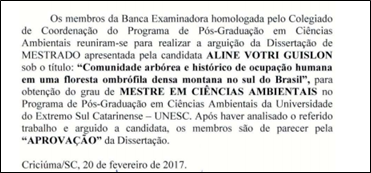 Os membros da Banca Examinadora homologada pelo Colegiado
de Coordenação do Programa de Pós-Graduação em Ciências
Ambientais reuniram-se para realizar a arguição da Dissertação de
MESTRADO apresentada pela candidata ALINE VOTRI GUISLON
sob o título: “Comunidade arbórea e histórico de ocupação humana
em uma floresta ombrófila densa montana no sul do Brasil”, para
obtenção do grau de MESTRE EM CIÊNCIAS AMBIENTAIS no
Programa de Pós-Graduação em Ciências Ambientais da Universidade
do Extremo Sul Catarinense – UNESC. Após haver analisado o referido
trabalho e arguido a candidata, os membros são de parecer pela
“APROVAÇÃO” da Dissertação.
Criciúma/SC, 20 de fevereiro de 2017.